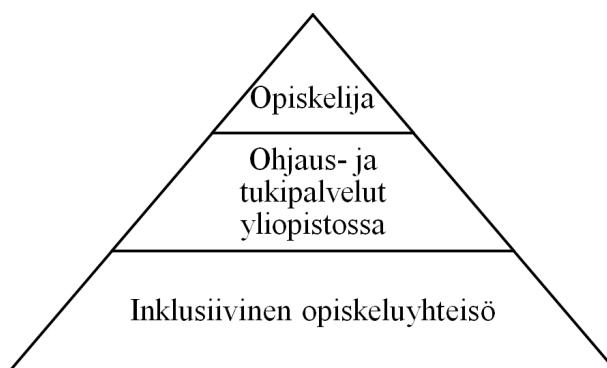 Opiskelija
Ohjaus- ja
tukipalvelut
yliopistossa
Inklusiivinen opiskeluyhteisö